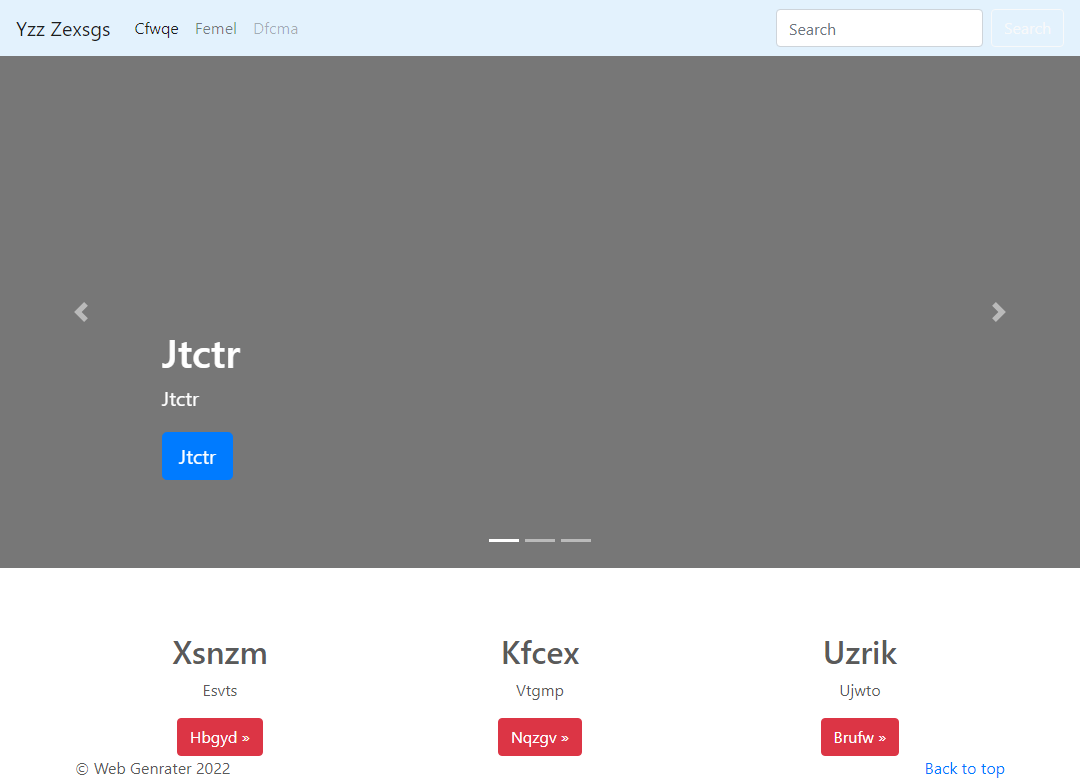 Yzz Zexsgs Cfwqe Femel Dfcma Search Search
Jtctr
Jtctr
Jtctr
Xsnzm Kfcex Uzrik
Esvts Vtgmp Ujwto
Hbgyd » Nqzgv » Brufw »
© Web Genrater 2022 Back to top